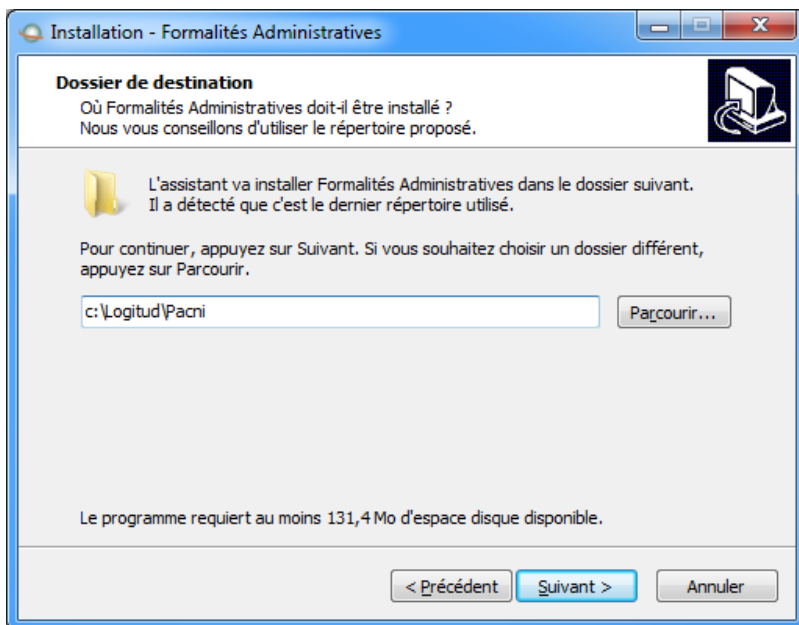 Installation - Formalités Administratives
Dossier de destination
Où Formalités Administratives doit-il être installé ?
Nous vous conseillons d'utiliser le répertoire proposé.
L'assistant va installer Formalités Administratives dans le dossier suivant.
Il a détecté que c'est le dernier répertoire utilisé.
Pour continuer, appuyez sur Suivant. Si vous souhaitez choisir un dossier différent,
appuyez sur Parcourir.
c:\Logitud\Pacni
Parcourir...
Le programme requiert au moins 131,4 Mo d'espace disque disponible.
< Précédent
Suivant >
Annuler